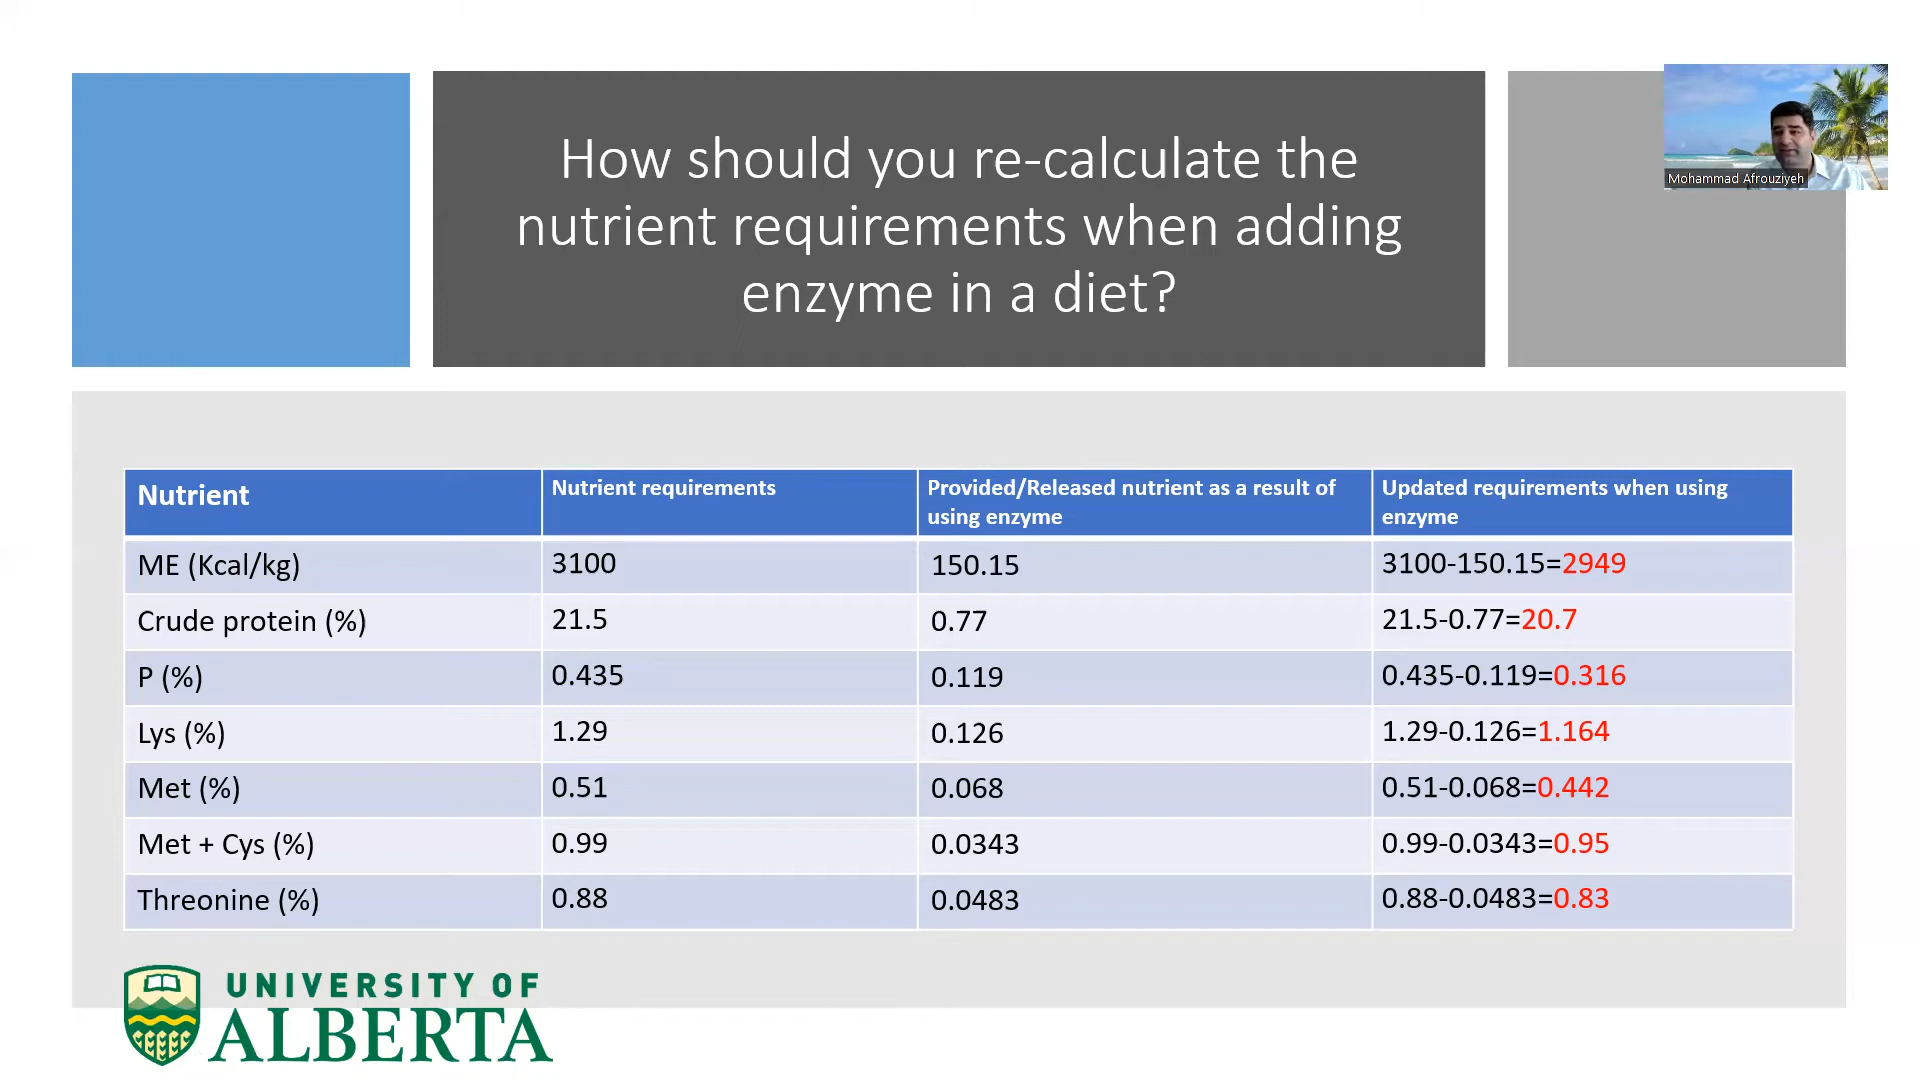 How should you re-calculate the
nutrient requirements when adding
enzyme in a diet?
Mohammad Afrouziyeh
Nutrient
Nutrient requirements
Provided/Released nutrient as a result of
using enzyme
Updated requirements when using
enzyme
ME (Kcal/kg)
3100
150.15
3100-150.15=2949
Crude protein (%)
21.5
0.77
21.5-0.77=20.7
P (%)
0.435
0.119
0.435-0.119=0.316
Lys (%)
1.29
0.126
1.29-0.126=1.164
Met (%)
0.51
0.068
0.51-0.068=0.442
Met + Cys (%)
0.99
0.0343
0.99-0.0343=0.95
Threonine (%)
0.88
0.0483
0.88-0.0483=0.83
UNIVERSITY OF
ALBERTA